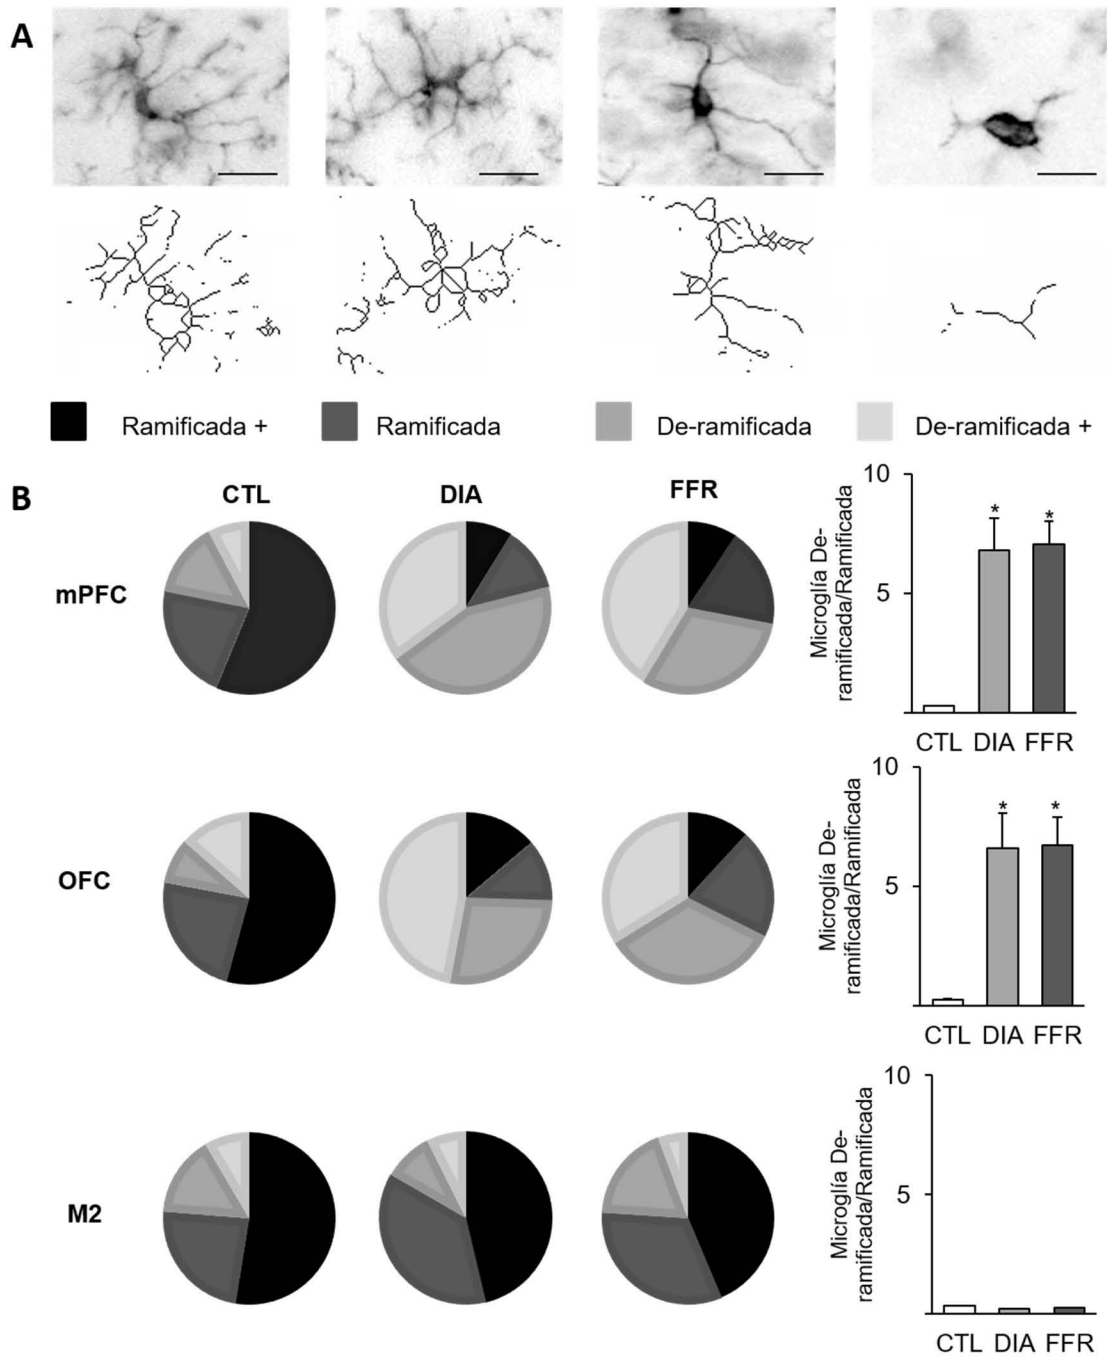 A
Ramificada +
Ramificada
De-ramificada
De-ramificada +
B
CTL
DIA
FFR
mPFC
Microglía De-
ramificada/Ramificada
10
5
*
*
CTL DIA FFR
OFC
Microglía De-
ramificada/Ramificada
10
5
*
*
CTL DIA FFR
M2
Microglía De-
ramificada/Ramificada
10
5
CTL DIA FFR